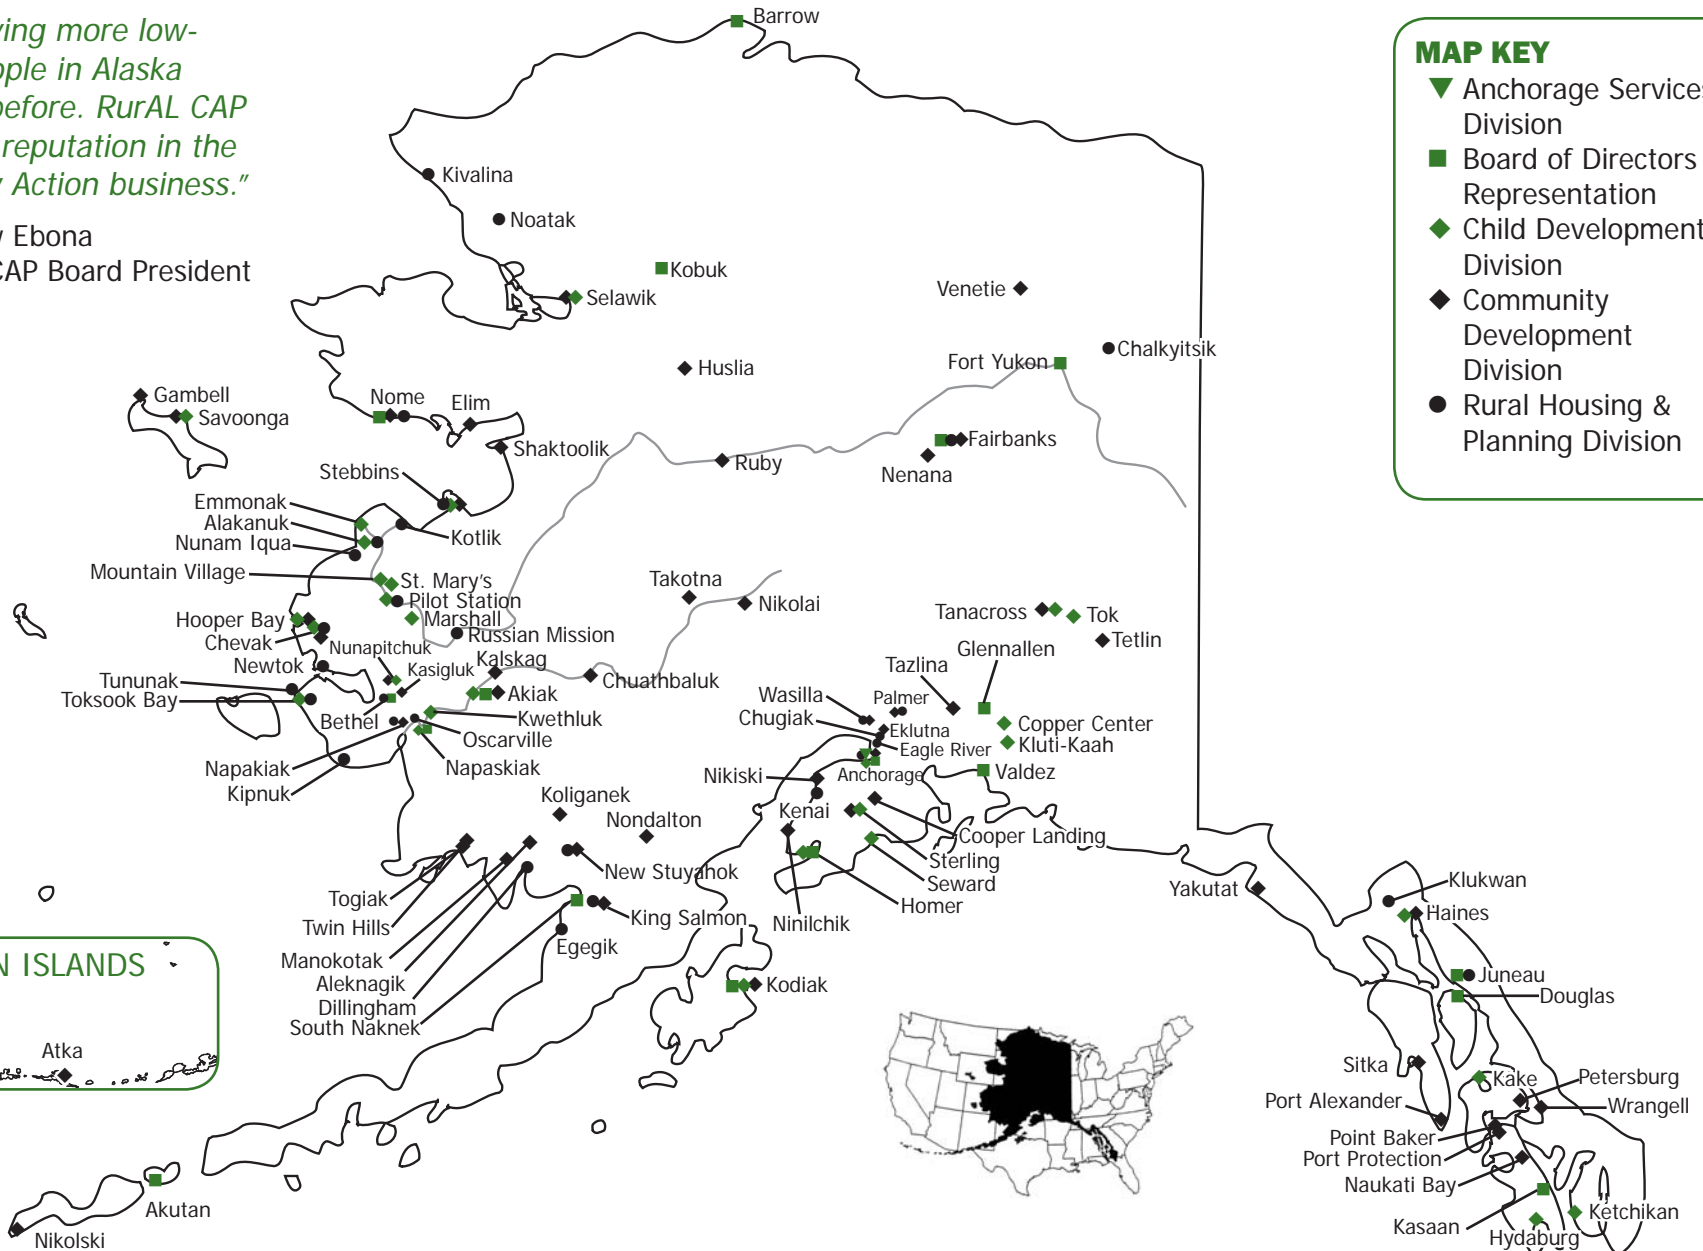 ving more low-
ople in Alaska
before. RurAL CAP
reputation in the
y Action business."
y Ebona
CAP Board President
MAP KEY
Anchorage Services
Division
Board of Directors
Representation
Child Development
Division
Community
Development
Division
Rural Housing &
Planning Division
Barrow
Kivalina
Noatak
Kobuk
Selawik
Venetie
Chalkyitsik
Fort Yukon
Huslia
Gambell
Savoonga
Nome
Elim
Shaktoolik
Fairbanks
Nenana
Ruby
Stebbins
Emmonak
Alakanuk
Nunam Iqua
Kotlik
Mountain Village
St. Mary's
Pilot Station
Marshall
Russian Mission
Hooper Bay
Chevak
Nunapitchuk
Newtok
Kasigluk
Kalskag
Tununak
Toksook Bay
Akiak
Chuathbaluk
Bethel
Kwethluk
Oscarville
Napakiak
Napaskiak
Kipnuk
Takotna
Nikolai
Tanacross
Tok
Tetlin
Glennallen
Tazlina
Wasilla
Palmer
Chugiak
Eklutna
Eagle River
Copper Center
Kluti-Kaah
Anchorage
Valdez
Nikiski
Kenai
Cooper Landing
Sterling
Seward
Homer
Ninilchik
Koliganek
Nondalton
New Stuyahok
Togiak
Twin Hills
Manokotak
Aleknagik
Dillingham
South Naknek
King Salmon
Egegik
Kodiak
N ISLANDS
Atka
Akutan
Nikolski
Yakutat
Klukwan
Haines
Juneau
Douglas
Sitka
Kake
Petersburg
Port Alexander
Wrangell
Point Baker
Port Protection
Naukati Bay
Kasaan
Ketchikan
Hydaburg